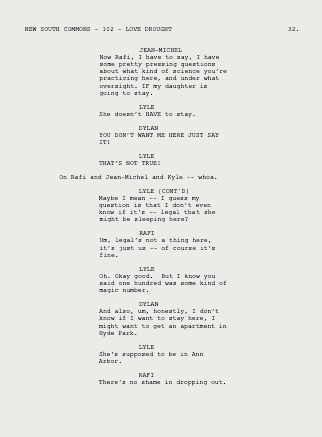 NEW SOUTH COMMONS - 102 - LOVE DROUGHT 32.
JEAN-MICHEL
Now Rafi, I have to say, I have
some pretty pressing questions
about what kind of science you're
practicing here, and under what
oversight. IF my daughter is
going to stay.
LYLE
She doesn't HAVE to stay.
DYLAN
YOU DON'T WANT ME HERE JUST SAY
IT!
LYLE
THAT'S NOT TRUE!
On Rafi and Jean-Michel and Kyle -- whoa.
LYLE (CONT'D)
Maybe I mean -- I guess my
question is that I don't even
know if it's -- legal that she
might be sleeping here?
RAFI
Um, legal's not a thing here,
it's just us -- of course it's
fine.
LYLE
Oh. Okay good. But I know you
said one hundred was some kind of
magic number.
DYLAN
And also, um, honestly, I don't
know if I want to stay here, I
might want to get an apartment in
Hyde Park.
LYLE
She's supposed to be in Ann
Arbor.
RAFI
There's no shame in dropping out.